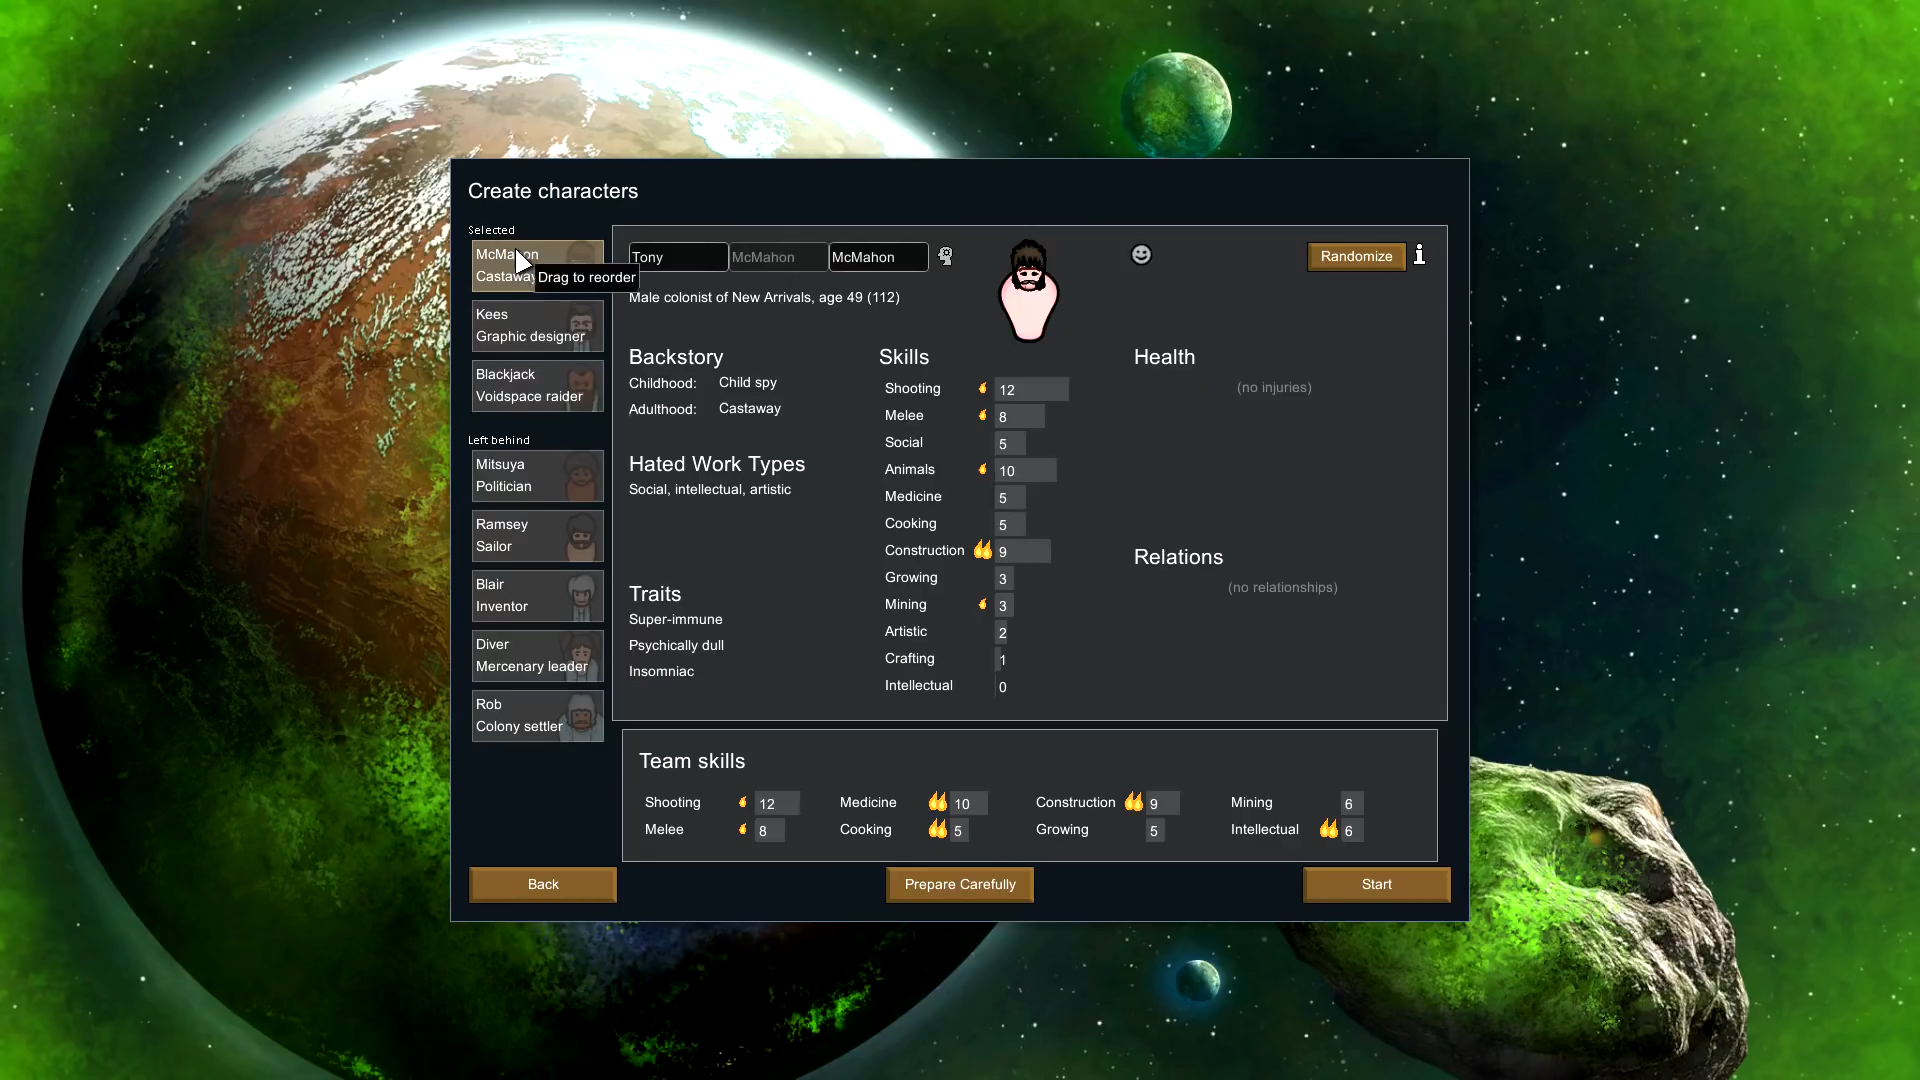 Create characters
Selected
McMahon
Castaway
Drag to reorder
Kees
Graphic designer
Blackjack
Voidspace raider
Left behind
Mitsuya
Politician
Ramsey
Sailor
Blair
Inventor
Diver
Mercenary leader
Rob
Colony settler
Tony McMahon McMahon
Randomize
Male colonist of New Arrivals, age 49 (112)
Backstory
Childhood: Child spy
Adulthood: Castaway
Hated Work Types
Social, intellectual, artistic
Traits
Super-immune
Psychically dull
Insomniac
Skills
Shooting 12
Melee 8
Social 5
Animals 10
Medicine 5
Cooking 5
Construction 9
Growing 3
Mining 3
Artistic 2
Crafting 1
Intellectual 0
Health
(no injuries)
Relations
(no relationships)
Team skills
Shooting 12 Medicine 10 Construction 9 Mining 6
Melee 8 Cooking 5 Growing 5 Intellectual 6
Back Prepare Carefully Start